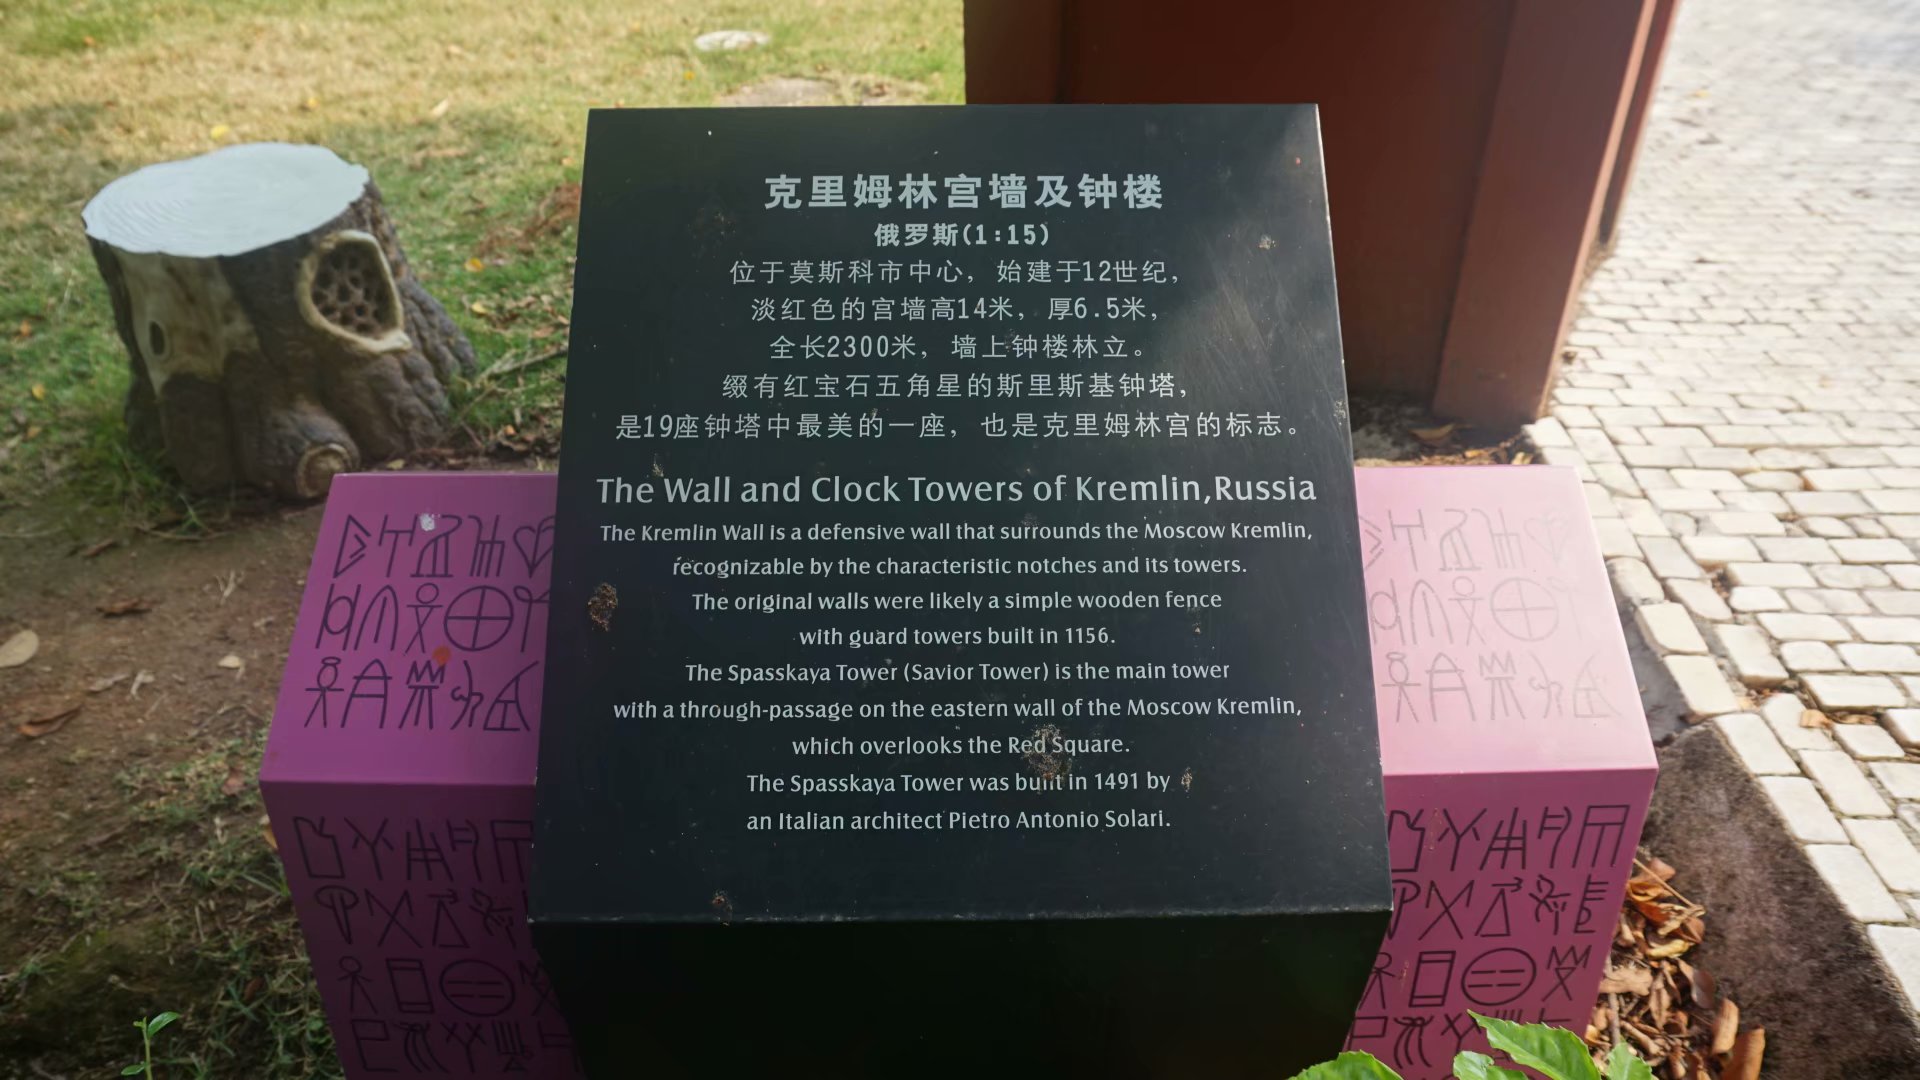 克里姆林宫墙及钟楼
俄罗斯(1:15)
位于莫斯科市中心，始建于12世纪，
淡红色的宫墙高14米，厚6.5米，
全长2300米，墙上钟楼林立。
缀有红宝石五角星的斯里斯基钟塔，
是19座钟塔中最美的一座，也是克里姆林宫的标志。
The Wall and Clock Towers of Kremlin,Russia
The Kremlin Wall is a defensive wall that surrounds the Moscow Kremlin,
recognizable by the characteristic notches and its towers.
The original walls were likely a simple wooden fence
with guard towers built in 1156.
The Spasskaya Tower (Savior Tower) is the main tower
with a through-passage on the eastern wall of the Moscow Kremlin,
which overlooks the Red Square.
The Spasskaya Tower was built in 1491 by
an Italian architect Pietro Antonio Solari.